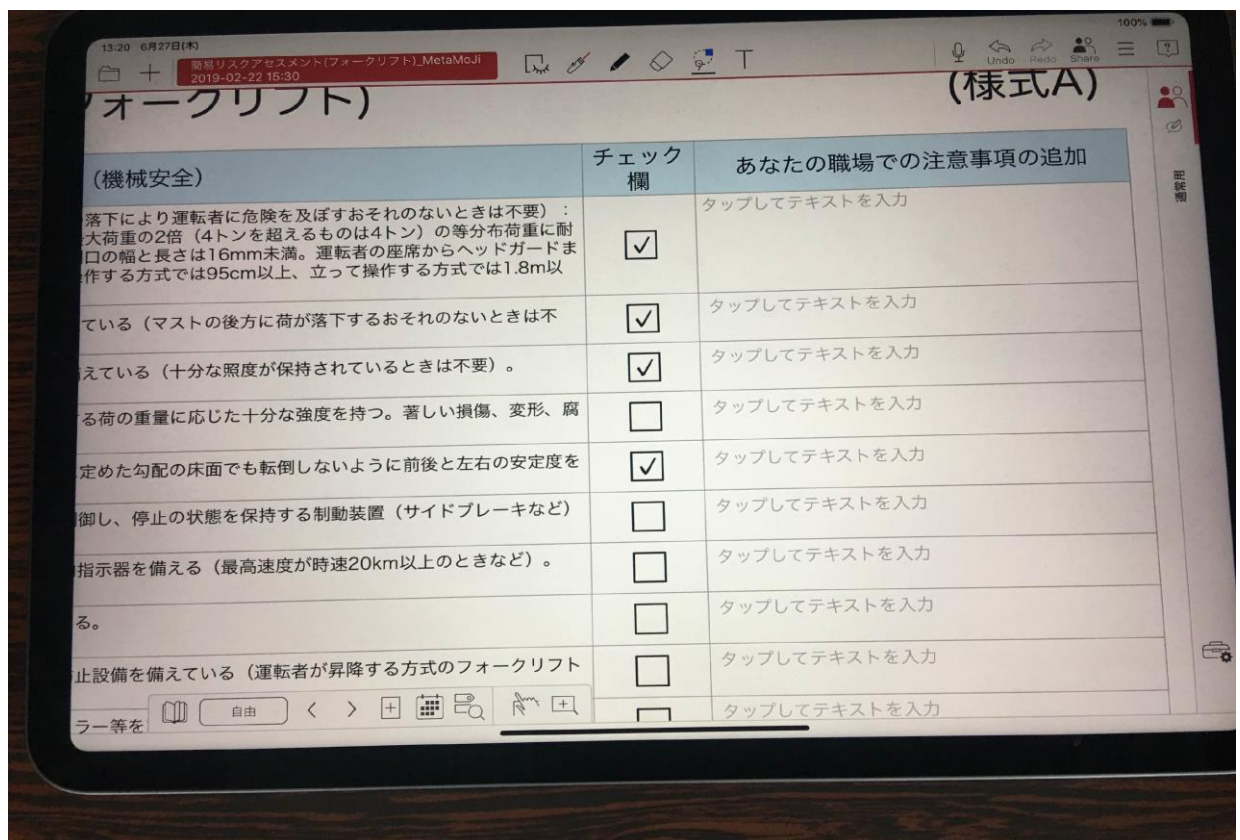 13:20 6月27日(木)
100%
簡易リスクアセスメント(フォークリフト)_MetaMoJi
2019-02-22 15:30
T
Undo
Redo
Share
?
ォークリフト)
(様式A)
通常用
(機械安全)
チェック
欄
あなたの職場での注意事項の追加
落下により運転者に危険を及ぼすおそれのないときは不要）：
大荷重の2倍（4トンを超えるものは4トン）の等分布荷重に耐
口の幅と長さは16mm未満。運転者の座席からヘッドガードま
作する方式では95cm以上、立って操作する方式では1.8m以
タップしてテキストを入力
ている（マストの後方に荷が落下するおそれのないときは不
タップしてテキストを入力
えている（十分な照度が保持されているときは不要）。
タップしてテキストを入力
る荷の重量に応じた十分な強度を持つ。著しい損傷、変形、腐
タップしてテキストを入力
定めた勾配の床面でも転倒しないように前後と左右の安定度を
タップしてテキストを入力
御し、停止の状態を保持する制動装置（サイドブレーキなど）
タップしてテキストを入力
指示器を備える（最高速度が時速20km以上のときなど）。
タップしてテキストを入力
る。
タップしてテキストを入力
止設備を備えている（運転者が昇降する方式のフォークリフト
タップしてテキストを入力
ラー等を
タップしてテキストを入力
自由